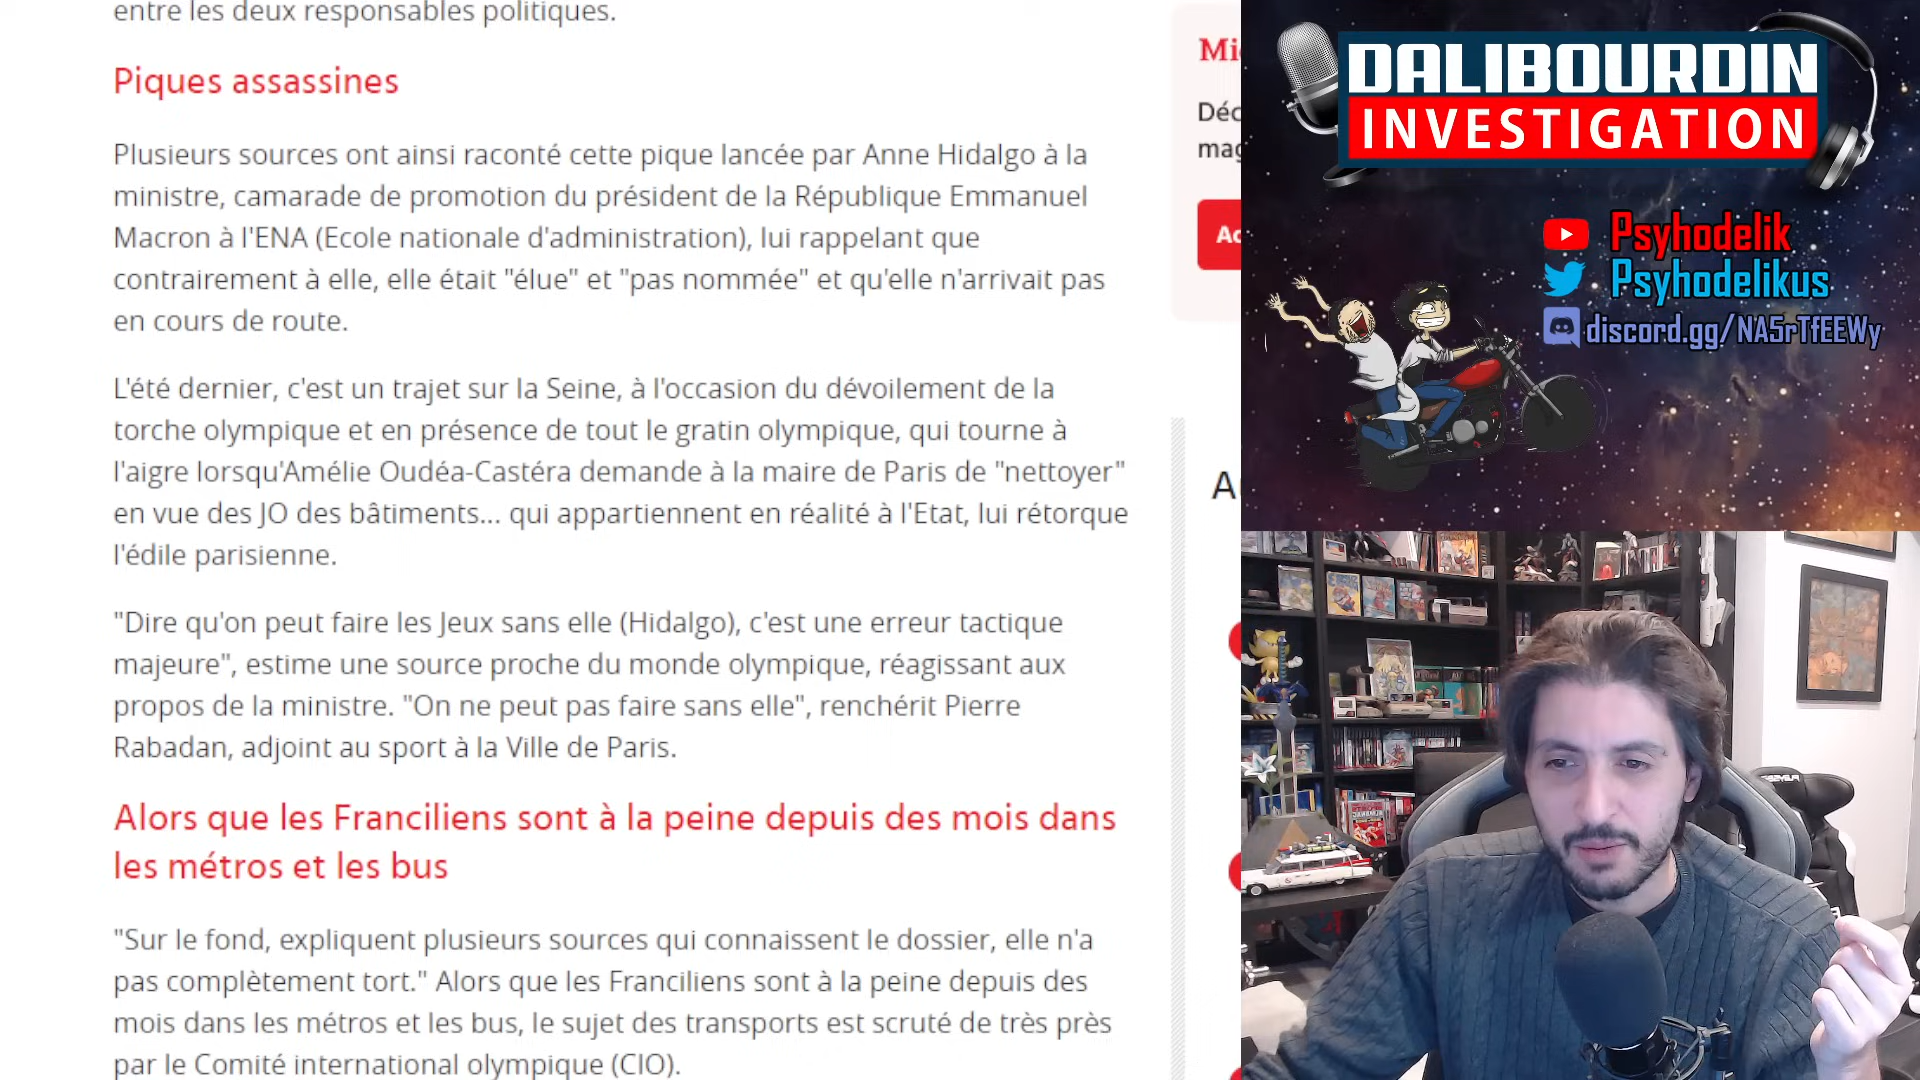 entre les deux responsables politiques.
Piques assassines
Plusieurs sources ont ainsi raconté cette pique lancée par Anne Hidalgo à la
ministre, camarade de promotion du président de la République Emmanuel
Macron à l'ENA (Ecole nationale d'administration), lui rappelant que
contrairement à elle, elle était "élue" et "pas nommée" et qu'elle n'arrivait pas
en cours de route.
L'été dernier, c'est un trajet sur la Seine, à l'occasion du dévoilement de la
torche olympique et en présence de tout le gratin olympique, qui tourne à
l'aigre lorsqu'Amélie Oudéa-Castéra demande à la maire de Paris de "nettoyer"
en vue des JO des bâtiments... qui appartiennent en réalité à l'Etat, lui rétorque
l'édile parisienne.
"Dire qu'on peut faire les Jeux sans elle (Hidalgo), c'est une erreur tactique
majeure", estime une source proche du monde olympique, réagissant aux
propos de la ministre. "On ne peut pas faire sans elle", renchérit Pierre
Rabadan, adjoint au sport à la Ville de Paris.
Alors que les Franciliens sont à la peine depuis des mois dans
les métros et les bus
"Sur le fond, expliquent plusieurs sources qui connaissent le dossier, elle n'a
pas complètement tort." Alors que les Franciliens sont à la peine depuis des
mois dans les métros et les bus, le sujet des transports est scruté de très près
par le Comité international olympique (CIO).
DALIBOURDIN
INVESTIGATION
Psyhodelik
Psyhodelikus
discord.gg/NA5rTfEEWy